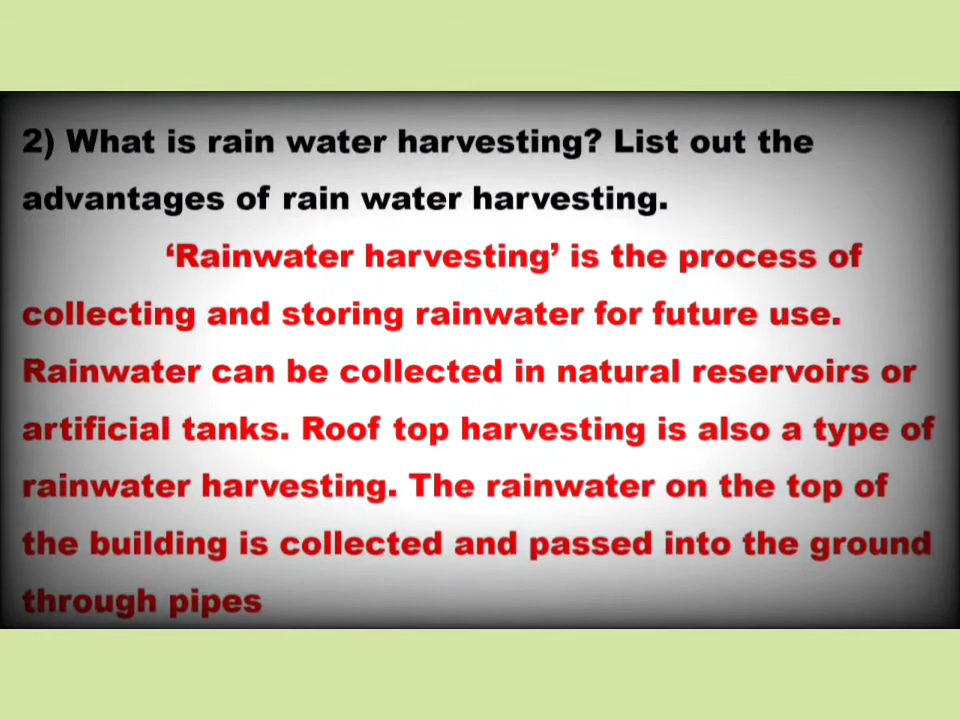 2) What is rain water harvesting? List out the
advantages of rain water harvesting.
‘Rainwater harvesting’ is the process of
collecting and storing rainwater for future use.
Rainwater can be collected in natural reservoirs or
artificial tanks. Roof top harvesting is also a type of
rainwater harvesting. The rainwater on the top of
the building is collected and passed into the ground
through pipes